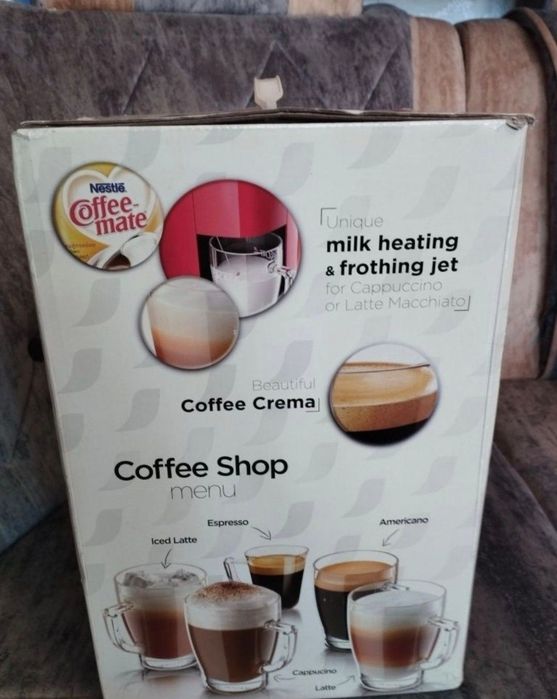 Nestlé
Coffee-
mate
Unique
milk heating
& frothing jet
for Cappuccino
or Latte Macchiato
Beautiful
Coffee Crema
Coffee Shop
menu
Espresso
Americano
Iced Latte
Cappucino
Latte